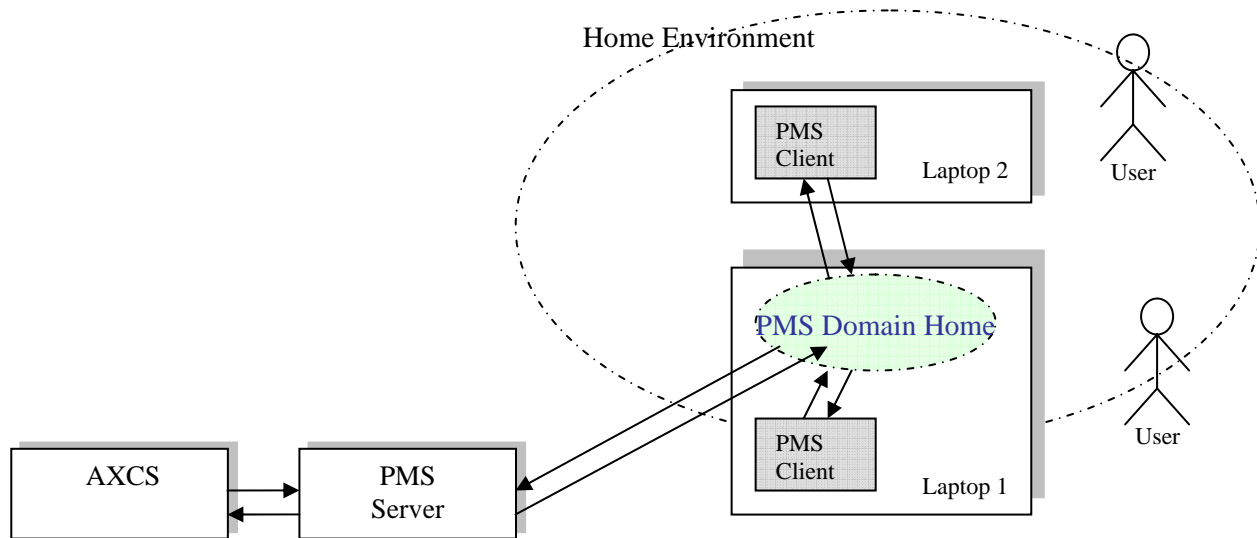 Home Environment
PMS
Client
Laptop 2
User
PMS Domain Home
User
PMS
Client
Laptop 1
AXCS
PMS
Server